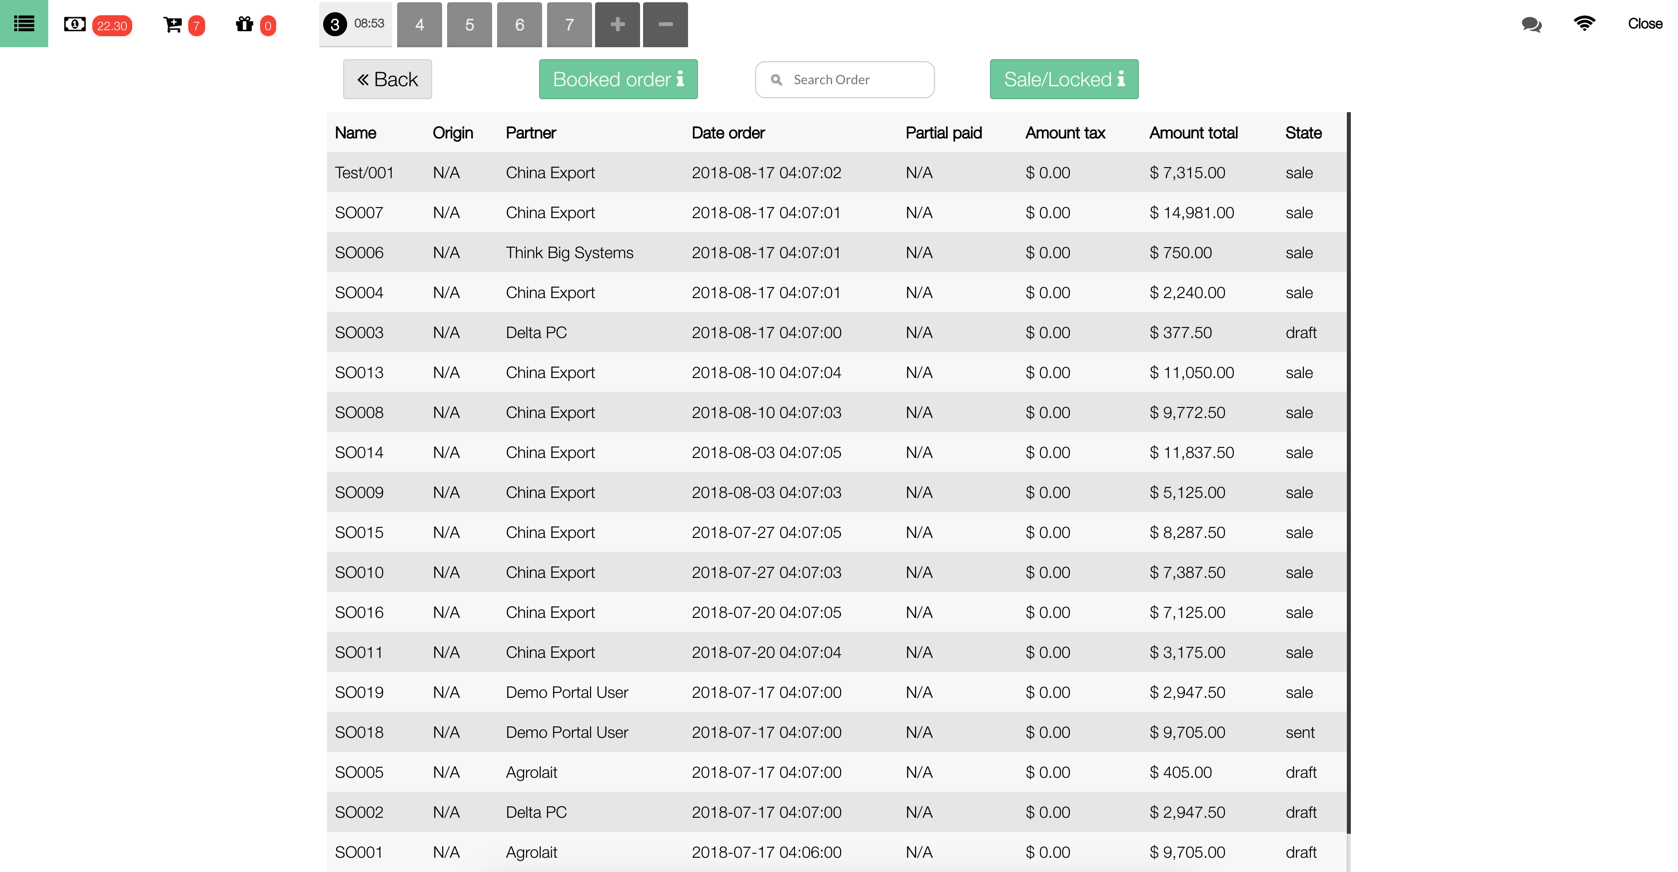 22.30 7 0 3 08:53 4 5 6 7 + − Close
« Back Booked order i Search Order Sale/Locked i
Name Origin Partner Date order Partial paid Amount tax Amount total State
Test/001 N/A China Export 2018-08-17 04:07:02 N/A $ 0.00 $ 7,315.00 sale
SO007 N/A China Export 2018-08-17 04:07:01 N/A $ 0.00 $ 14,981.00 sale
SO006 N/A Think Big Systems 2018-08-17 04:07:01 N/A $ 0.00 $ 750.00 sale
SO004 N/A China Export 2018-08-17 04:07:01 N/A $ 0.00 $ 2,240.00 sale
SO003 N/A Delta PC 2018-08-17 04:07:00 N/A $ 0.00 $ 377.50 draft
SO013 N/A China Export 2018-08-10 04:07:04 N/A $ 0.00 $ 11,050.00 sale
SO008 N/A China Export 2018-08-10 04:07:03 N/A $ 0.00 $ 9,772.50 sale
SO014 N/A China Export 2018-08-03 04:07:05 N/A $ 0.00 $ 11,837.50 sale
SO009 N/A China Export 2018-08-03 04:07:03 N/A $ 0.00 $ 5,125.00 sale
SO015 N/A China Export 2018-07-27 04:07:05 N/A $ 0.00 $ 8,287.50 sale
SO010 N/A China Export 2018-07-27 04:07:03 N/A $ 0.00 $ 7,387.50 sale
SO016 N/A China Export 2018-07-20 04:07:05 N/A $ 0.00 $ 7,125.00 sale
SO011 N/A China Export 2018-07-20 04:07:04 N/A $ 0.00 $ 3,175.00 sale
SO019 N/A Demo Portal User 2018-07-17 04:07:00 N/A $ 0.00 $ 2,947.50 sale
SO018 N/A Demo Portal User 2018-07-17 04:07:00 N/A $ 0.00 $ 9,705.00 sent
SO005 N/A Agrolait 2018-07-17 04:07:00 N/A $ 0.00 $ 405.00 draft
SO002 N/A Delta PC 2018-07-17 04:07:00 N/A $ 0.00 $ 2,947.50 draft
SO001 N/A Agrolait 2018-07-17 04:06:00 N/A $ 0.00 $ 9,705.00 draft